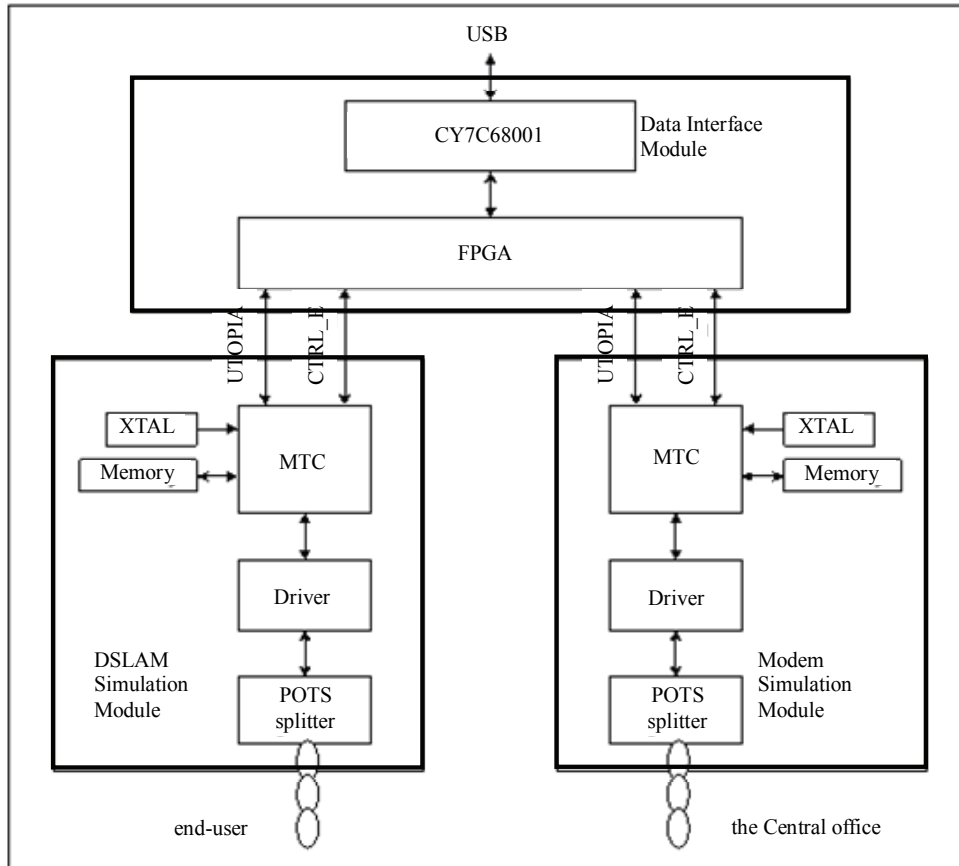 USB
CY7C68001
Data Interface
Module
FPGA
UTOPIA
CTRL_E
UTOPIA
CTRL_E
XTAL
Memory
MTC
MTC
XTAL
Memory
Driver
Driver
DSLAM
Simulation
Module
POTS
splitter
POTS
splitter
Modem
Simulation
Module
end-user
the Central office